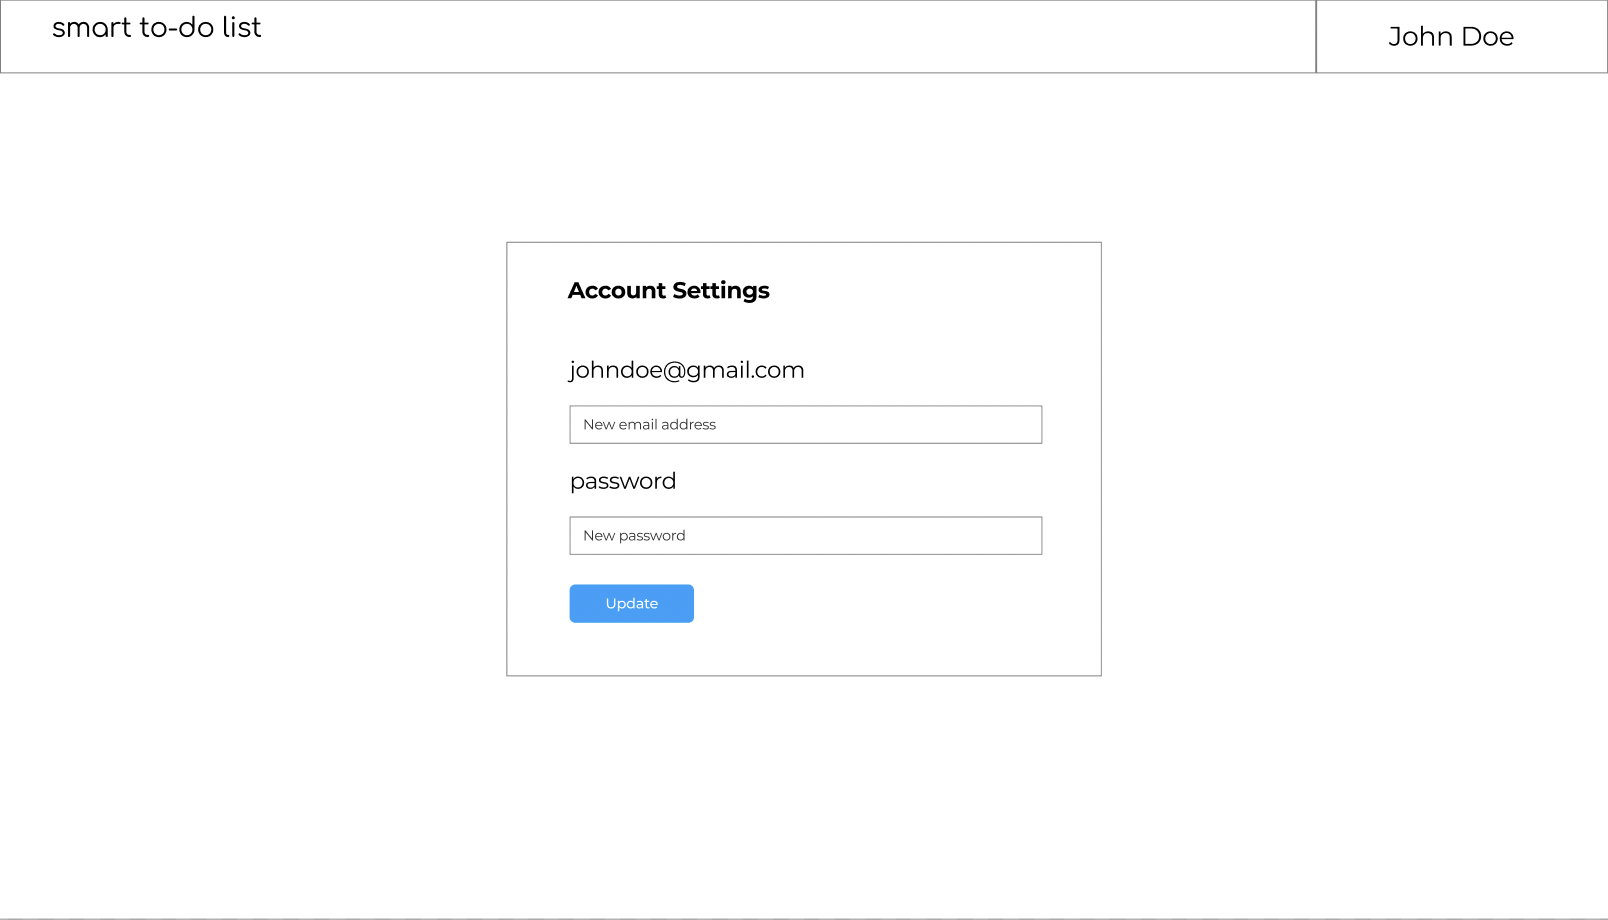 smart to-do list
John Doe
Account Settings
johndoe@gmail.com
New email address
password
New password
Update